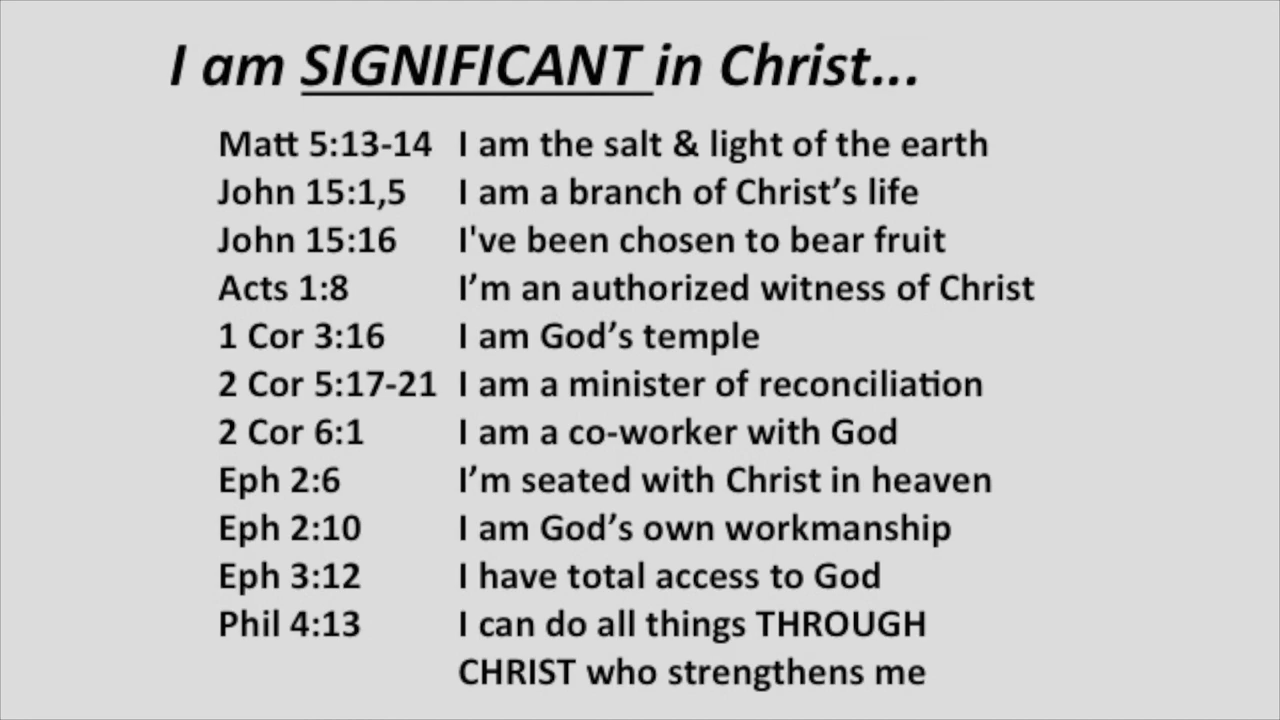 I am SIGNIFICANT in Christ...
Matt 5:13-14 I am the salt & light of the earth
John 15:1,5 I am a branch of Christ’s life
John 15:16 I've been chosen to bear fruit
Acts 1:8 I’m an authorized witness of Christ
1 Cor 3:16 I am God’s temple
2 Cor 5:17-21 I am a minister of reconciliation
2 Cor 6:1 I am a co-worker with God
Eph 2:6 I’m seated with Christ in heaven
Eph 2:10 I am God’s own workmanship
Eph 3:12 I have total access to God
Phil 4:13 I can do all things THROUGH
CHRIST who strengthens me